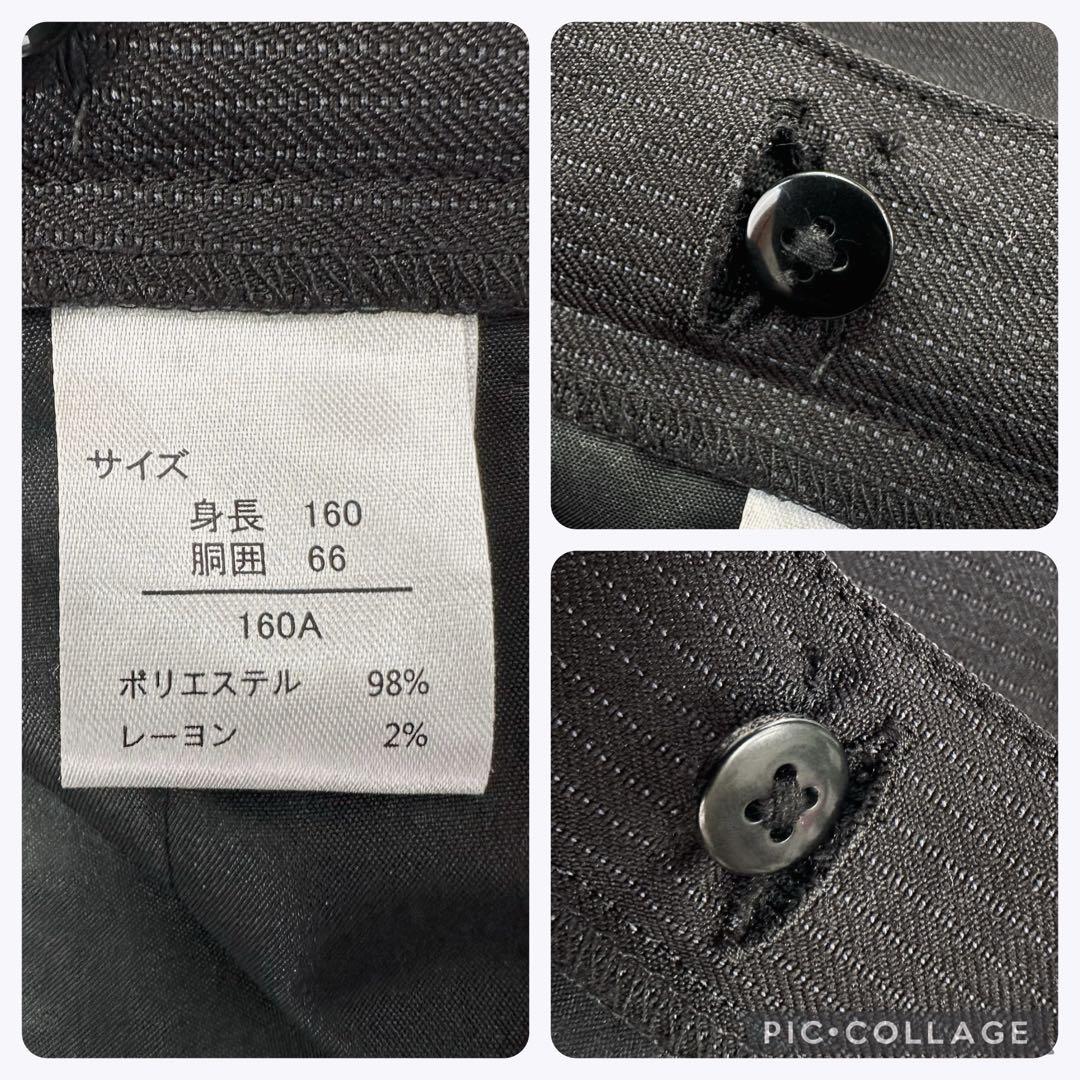 サイズ
身長 160
胴囲 66
160A
ポリエステル 98%
レーヨン 2%
PIC•COLLAGE